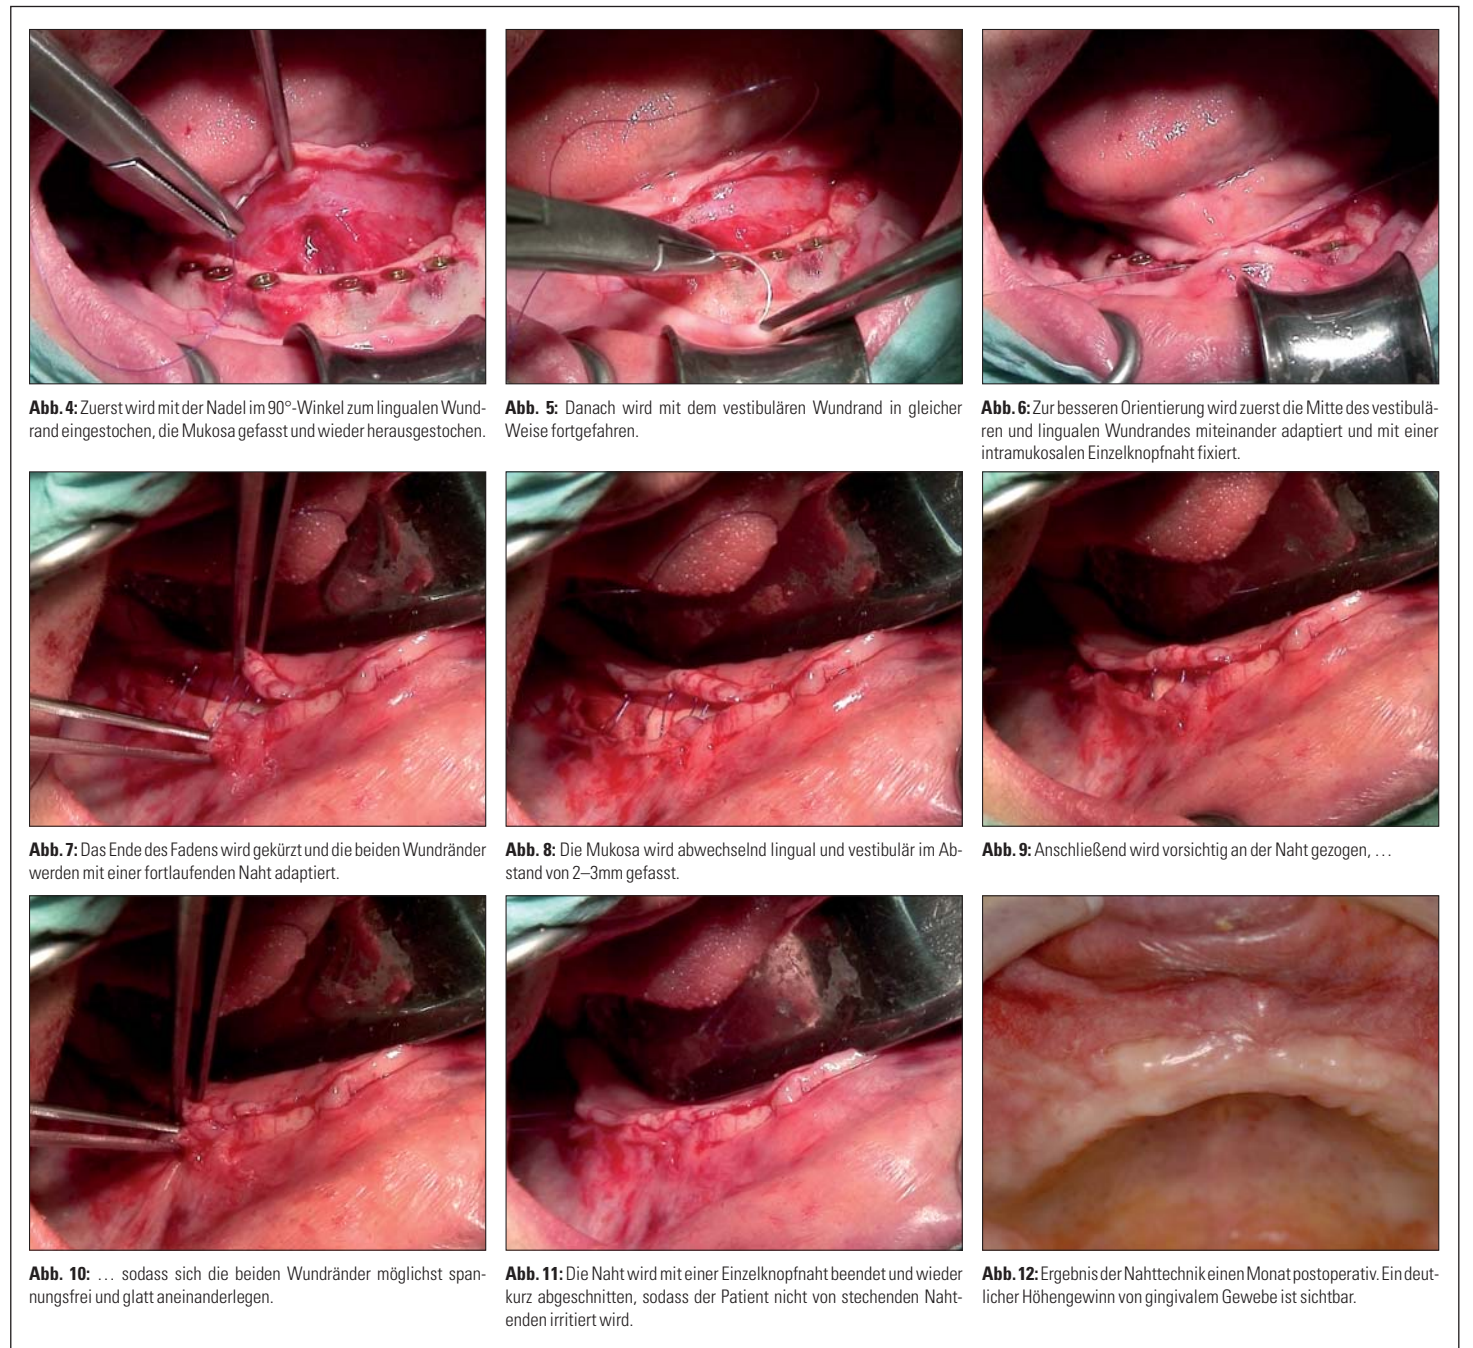 Abb. 4: Zuerst wird mit der Nadel im 90°-Winkel zum lingualen Wund-
rand eingestochen, die Mukosa gefasst und wieder herausgestochen.
Abb. 5: Danach wird mit dem vestibulären Wundrand in gleicher
Weise fortgefahren.
Abb. 6: Zur besseren Orientierung wird zuerst die Mitte des vestibulä-
ren und lingualen Wundrandes miteinander adaptiert und mit einer
intramukosalen Einzelknopfnaht fixiert.
Abb. 7: Das Ende des Fadens wird gekürzt und die beiden Wundränder
werden mit einer fortlaufenden Naht adaptiert.
Abb. 8: Die Mukosa wird abwechselnd lingual und vestibulär im Ab-
stand von 2–3mm gefasst.
Abb. 9: Anschließend wird vorsichtig an der Naht gezogen, …
Abb. 10: … sodass sich die beiden Wundränder möglichst span-
nungsfrei und glatt aneinanderlegen.
Abb. 11: Die Naht wird mit einer Einzelknopfnaht beendet und wieder
kurz abgeschnitten, sodass der Patient nicht von stechenden Naht-
enden irritiert wird.
Abb. 12: Ergebnis der Nahttechnik einen Monat postoperativ. Ein deut-
licher Höhengewinn von gingivalem Gewebe ist sichtbar.